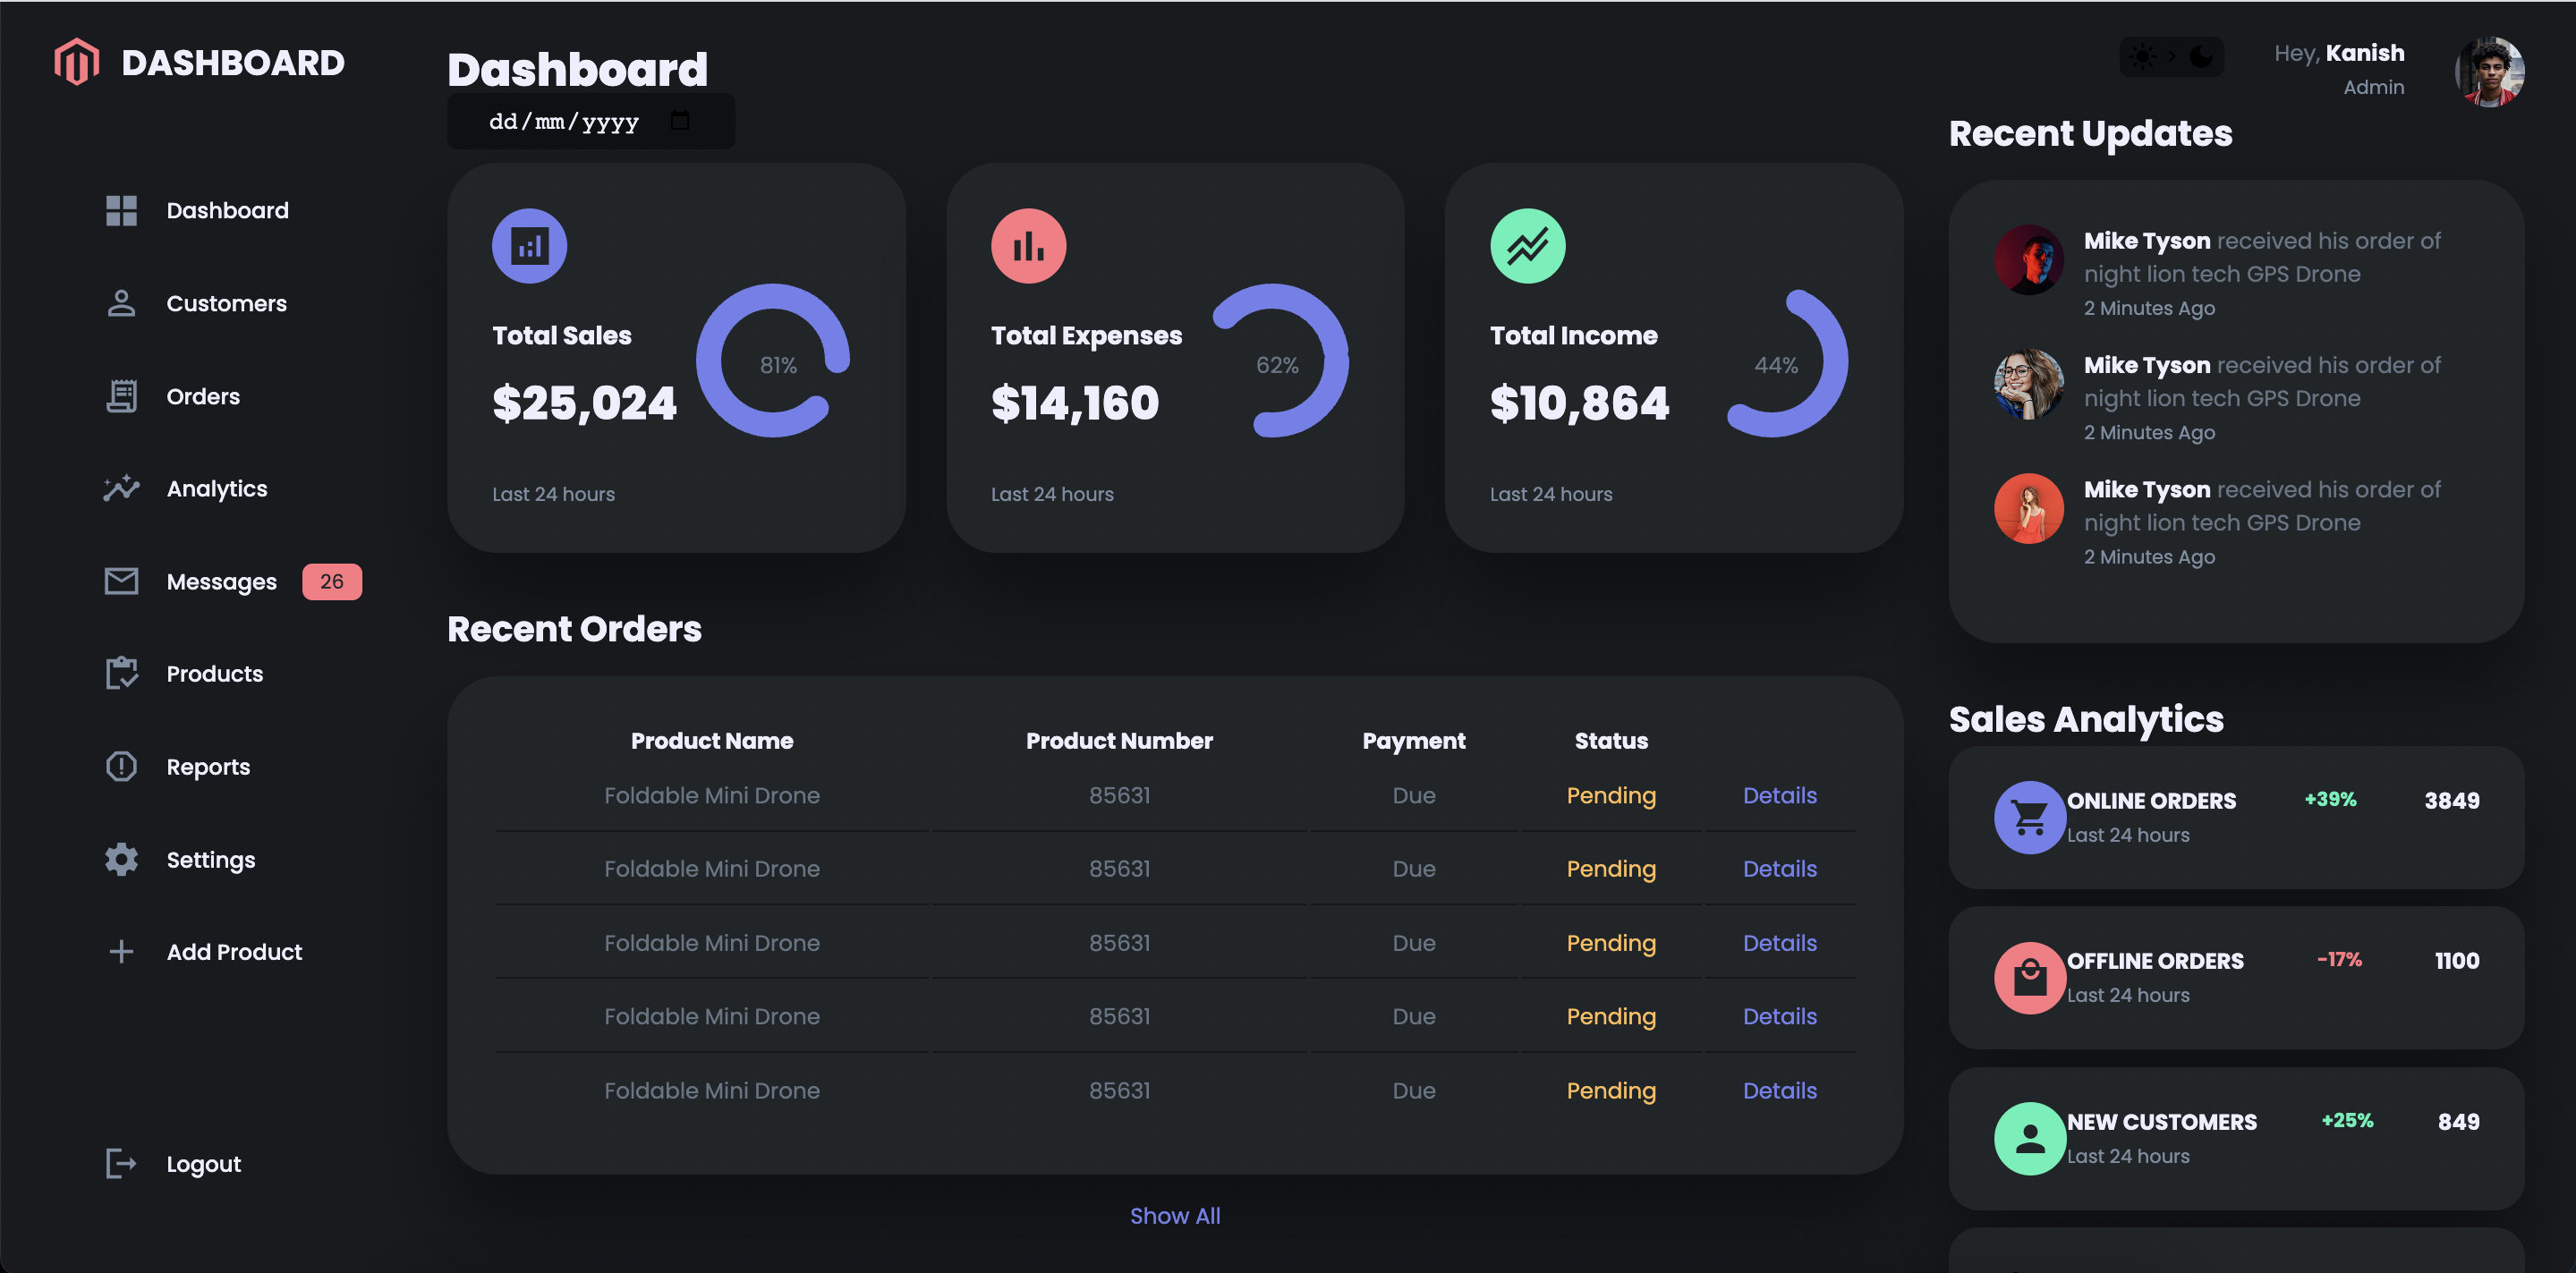 DASHBOARD
Dashboard
Customers
Orders
Analytics
Messages 26
Products
Reports
Settings
Add Product
Logout
Dashboard
dd/mm/yyyy
Total Sales
$25,024
81%
Last 24 hours
Total Expenses
$14,160
62%
Last 24 hours
Total Income
$10,864
44%
Last 24 hours
Recent Orders
Product Name Product Number Payment Status
Foldable Mini Drone 85631 Due Pending Details
Foldable Mini Drone 85631 Due Pending Details
Foldable Mini Drone 85631 Due Pending Details
Foldable Mini Drone 85631 Due Pending Details
Foldable Mini Drone 85631 Due Pending Details
Show All
Hey, Kanish
Admin
Recent Updates
Mike Tyson received his order of
night lion tech GPS Drone
2 Minutes Ago
Mike Tyson received his order of
night lion tech GPS Drone
2 Minutes Ago
Mike Tyson received his order of
night lion tech GPS Drone
2 Minutes Ago
Sales Analytics
ONLINE ORDERS +39% 3849
Last 24 hours
OFFLINE ORDERS -17% 1100
Last 24 hours
NEW CUSTOMERS +25% 849
Last 24 hours